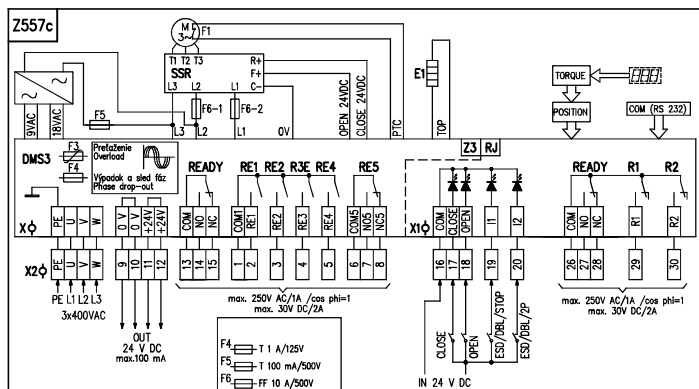 Z557c
M
3~
F1
T1 T2 T3
SSR
R+
F+
C-
L3 L2 L1
F5
F6-1
F6-2
9VAC
18VAC
L3 L2 L1 0V
OPEN 24VDC
CLOSE 24VDC
PTC
E1
TOP
TORQUE
POSITION
COM (RS 232)
DMS3
F3
F4
Preťaženie
Overload
Výpadok a sled fáz
Phase drop-out
Z3 RJ
READY RE1 RE2 R3E RE4 RE5
READY R1 R2
X
PE U V W
0 V 0 V +24V +24V
COM NO NC
COM1 RE1 RE2 RE3 RE4
COM5 NO5 NC5
X1
COM CLOSE OPEN I1 I2
COM NO NC R1 R2
X2
PE U V W
9 10 11 12
13 14 15
1 2 3 4 5
6 7 8
16 17 18 19 20
26 27 28 29 30
PE L1 L2 L3
3x400VAC
OUT
24 V DC
max.100 mA
max. 250V AC/1A /cos phi=1
max. 30V DC/2A
F4 T 1 A/125V
F5 T 100 mA/500V
F6 FF 10 A/500V
CLOSE
OPEN
ESD/DBL/STOP
ESD/DBL/2P
IN 24 V DC
max. 250V AC/1A /cos phi=1
max. 30V DC/2A